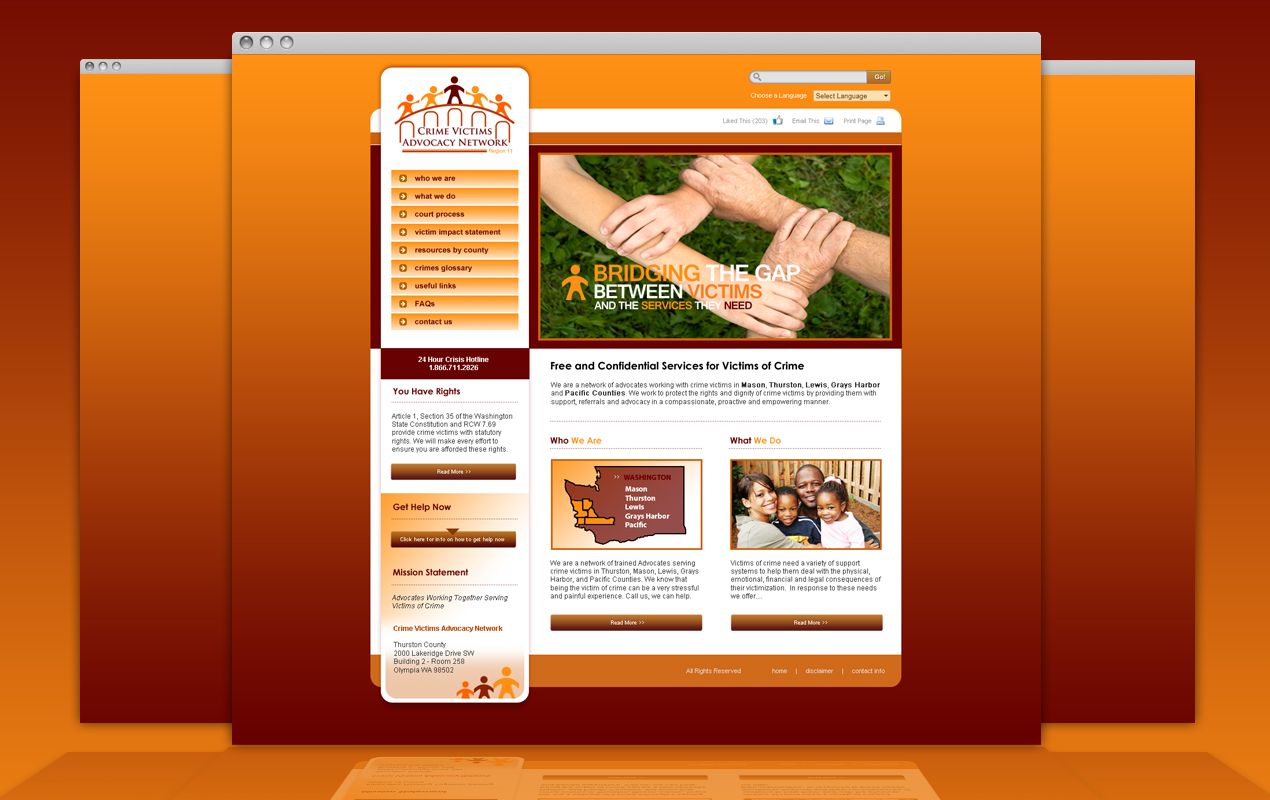 Go!
Choose a Language
Select Language
Liked This (203)
Email This
Print Page
CRIME VICTIMS
ADVOCACY NETWORK
Region 11
who we are
what we do
court process
victim impact statement
resources by county
crimes glossary
useful links
FAQs
contact us
BRIDGING THE GAP
BETWEEN VICTIMS
AND THE SERVICES THEY NEED
24 Hour Crisis Hotline
1.866.711.2826
You Have Rights
Article 1, Section 35 of the Washington
State Constitution and RCW 7.69
provide crime victims with statutory
rights. We will make every effort to
ensure you are afforded these rights.
Read More >>
Get Help Now
Click here for info on how to get help now
Mission Statement
Advocates Working Together Serving
Victims of Crime
Crime Victims Advocacy Network
Thurston County
2000 Lakeridge Drive SW
Building 2 - Room 258
Olympia WA 98502
Free and Confidential Services for Victims of Crime
We are a network of advocates working with crime victims in Mason, Thurston, Lewis, Grays Harbor
and Pacific Counties. We work to protect the rights and dignity of crime victims by providing them with
support, referrals and advocacy in a compassionate, proactive and empowering manner.
Who We Are
>> WASHINGTON
Mason
Thurston
Lewis
Grays Harbor
Pacific
We are a network of trained Advocates serving
crime victims in Thurston, Mason, Lewis, Grays
Harbor, and Pacific Counties. We know that
being the victim of crime can be a very stressful
and painful experience. Call us, we can help.
Read More >>
What We Do
Victims of crime need a variety of support
systems to help them deal with the physical,
emotional, financial and legal consequences of
their victimization. In response to these needs
we offer....
Read More >>
All Rights Reserved
home | disclaimer | contact info